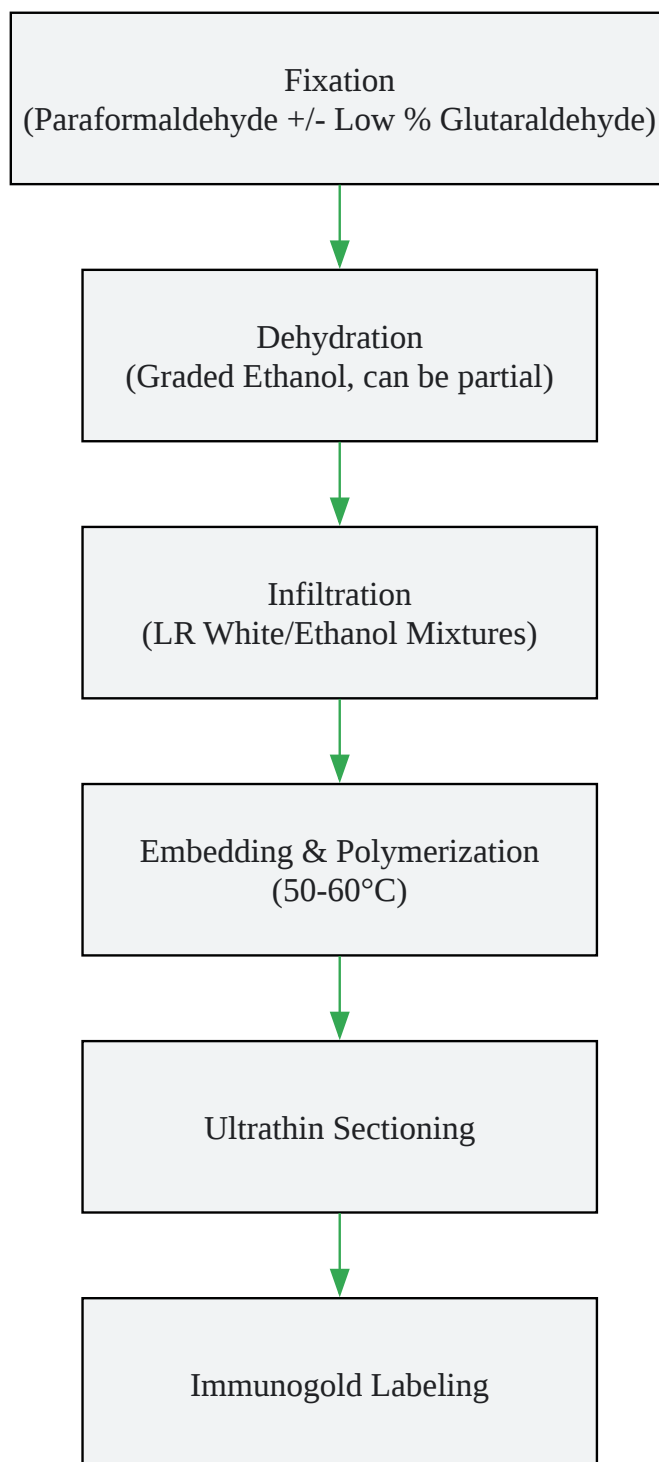 Fixation
(Paraformaldehyde +/- Low % Glutaraldehyde)
Dehydration
(Graded Ethanol, can be partial)
Infiltration
(LR White/Ethanol Mixtures)
Embedding & Polymerization
(50-60°C)
Ultrathin Sectioning
Immunogold Labeling